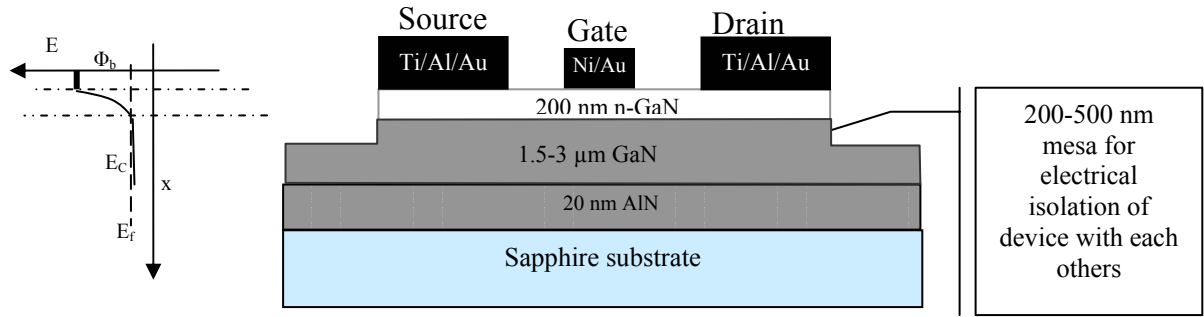 E
Φb
EC
x
Ef
Source
Gate
Drain
Ti/Al/Au
Ni/Au
Ti/Al/Au
200 nm n-GaN
1.5-3 µm GaN
20 nm AlN
Sapphire substrate
200-500 nm
mesa for
electrical
isolation of
device with each
others